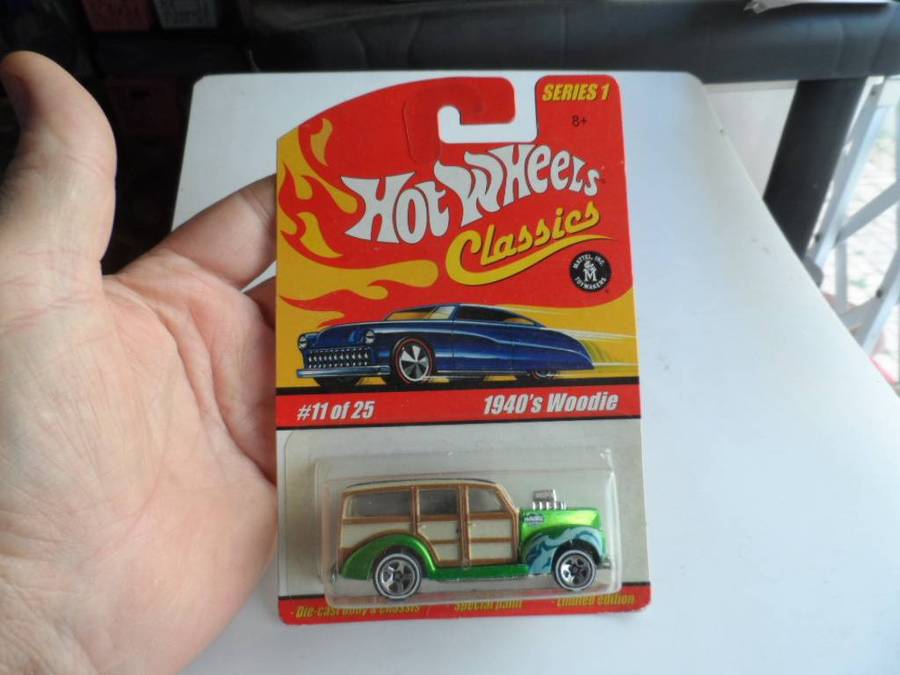 SERIES 1
8+
HOT WHEELS
Classics
MATTEL, INC.
M
TOYMAKERS
#11 of 25
1940's Woodie
Die-cast body & chassis / Special paint / Limited edition